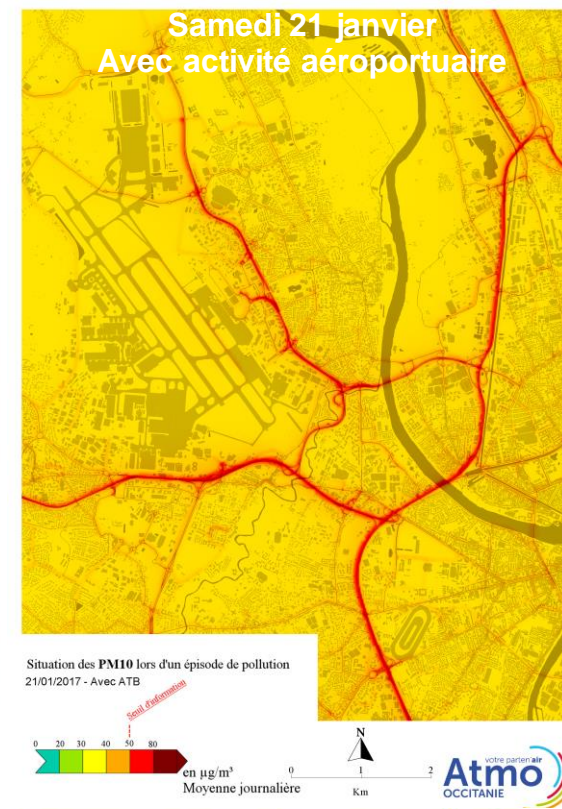 Samedi 21 janvier
Avec activité aéroportuaire
Situation des PM10 lors d'un épisode de pollution
21/01/2017 - Avec ATB
Seuil d'information
0 20 30 40 50 80
en µg/m³
Moyenne journalière
N
0 1 2
Km
votre parten'air
Atmo
OCCITANIE